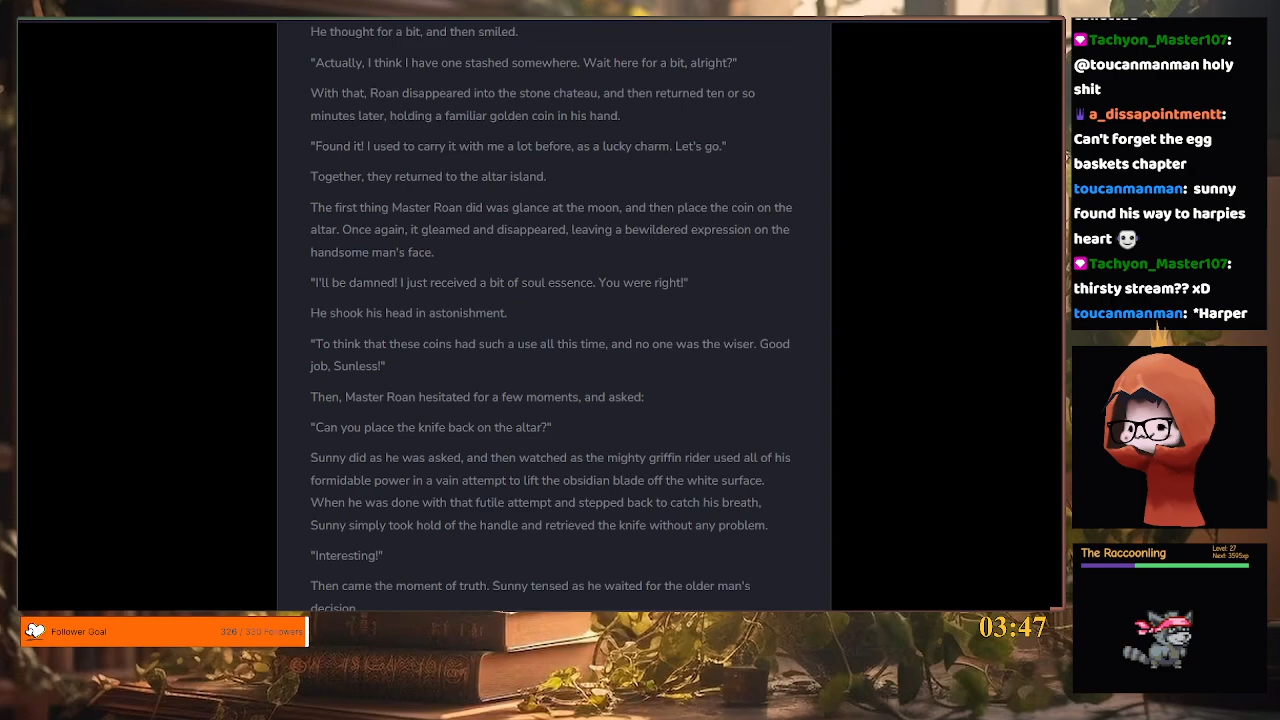 He thought for a bit, and then smiled.
"Actually, I think I have one stashed somewhere. Wait here for a bit, alright?"
With that, Roan disappeared into the stone chateau, and then returned ten or so
minutes later, holding a familiar golden coin in his hand.
"Found it! I used to carry it with me a lot before, as a lucky charm. Let's go."
Together, they returned to the altar island.
The first thing Master Roan did was glance at the moon, and then place the coin on the
altar. Once again, it gleamed and disappeared, leaving a bewildered expression on the
handsome man's face.
"I'll be damned! I just received a bit of soul essence. You were right!"
He shook his head in astonishment.
"To think that these coins had such a use all this time, and no one was the wiser. Good
job, Sunless!"
Then, Master Roan hesitated for a few moments, and asked:
"Can you place the knife back on the altar?"
Sunny did as he was asked, and then watched as the mighty griffin rider used all of his
formidable power in a vain attempt to lift the obsidian blade off the white surface.
When he was done with that futile attempt and stepped back to catch his breath,
Sunny simply took hold of the handle and retrieved the knife without any problem.
"Interesting!"
Then came the moment of truth. Sunny tensed as he waited for the older man's
decision.
Tachyon_Master107:
@toucanmanman holy
shit
a_dissapointmentt:
Can't forget the egg
baskets chapter
toucanmanman: sunny
found his way to harpies
heart
Tachyon_Master107:
thirsty stream?? xD
toucanmanman: *Harper
The Raccoonling
Level: 27
Next: 3595xp
Follower Goal
326 / 330 Followers
03:47